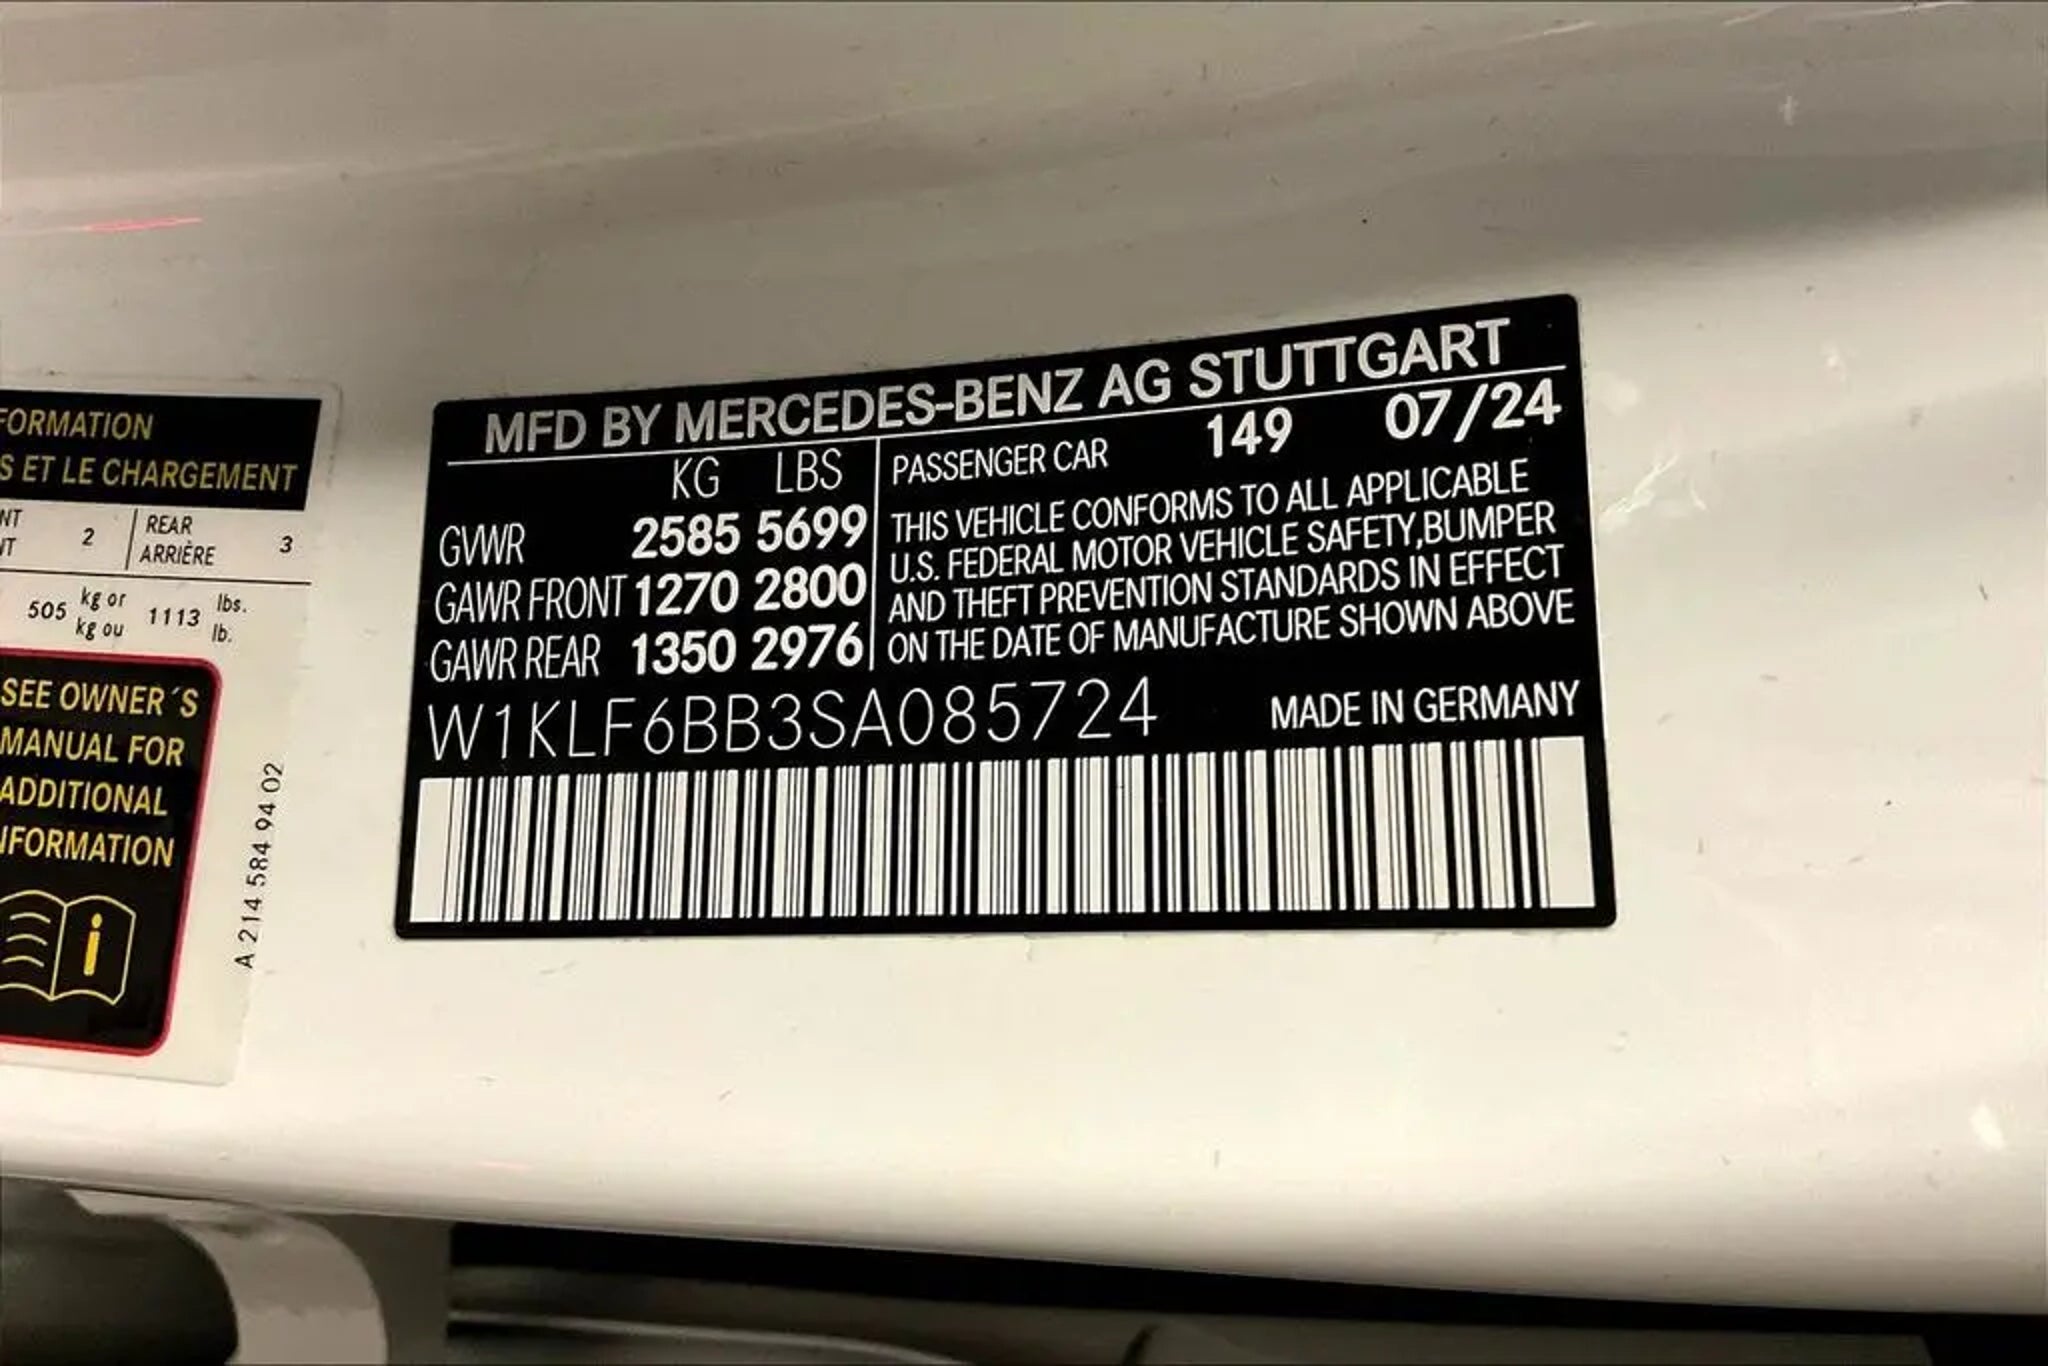 FORMATION
S ET LE CHARGEMENT
NT 2 REAR 3
NT ARRIÈRE
505 kg or 1113 lbs.
kg ou lb.
SEE OWNER´S
MANUAL FOR
ADDITIONAL
NFORMATION
A 214 584 94 02
MFD BY MERCEDES-BENZ AG STUTTGART
KG LBS
GVWR 2585 5699
GAWR FRONT 1270 2800
GAWR REAR 1350 2976
PASSENGER CAR 149 07/24
THIS VEHICLE CONFORMS TO ALL APPLICABLE
U.S. FEDERAL MOTOR VEHICLE SAFETY,BUMPER
AND THEFT PREVENTION STANDARDS IN EFFECT
ON THE DATE OF MANUFACTURE SHOWN ABOVE
W1KLF6BB3SA085724
MADE IN GERMANY